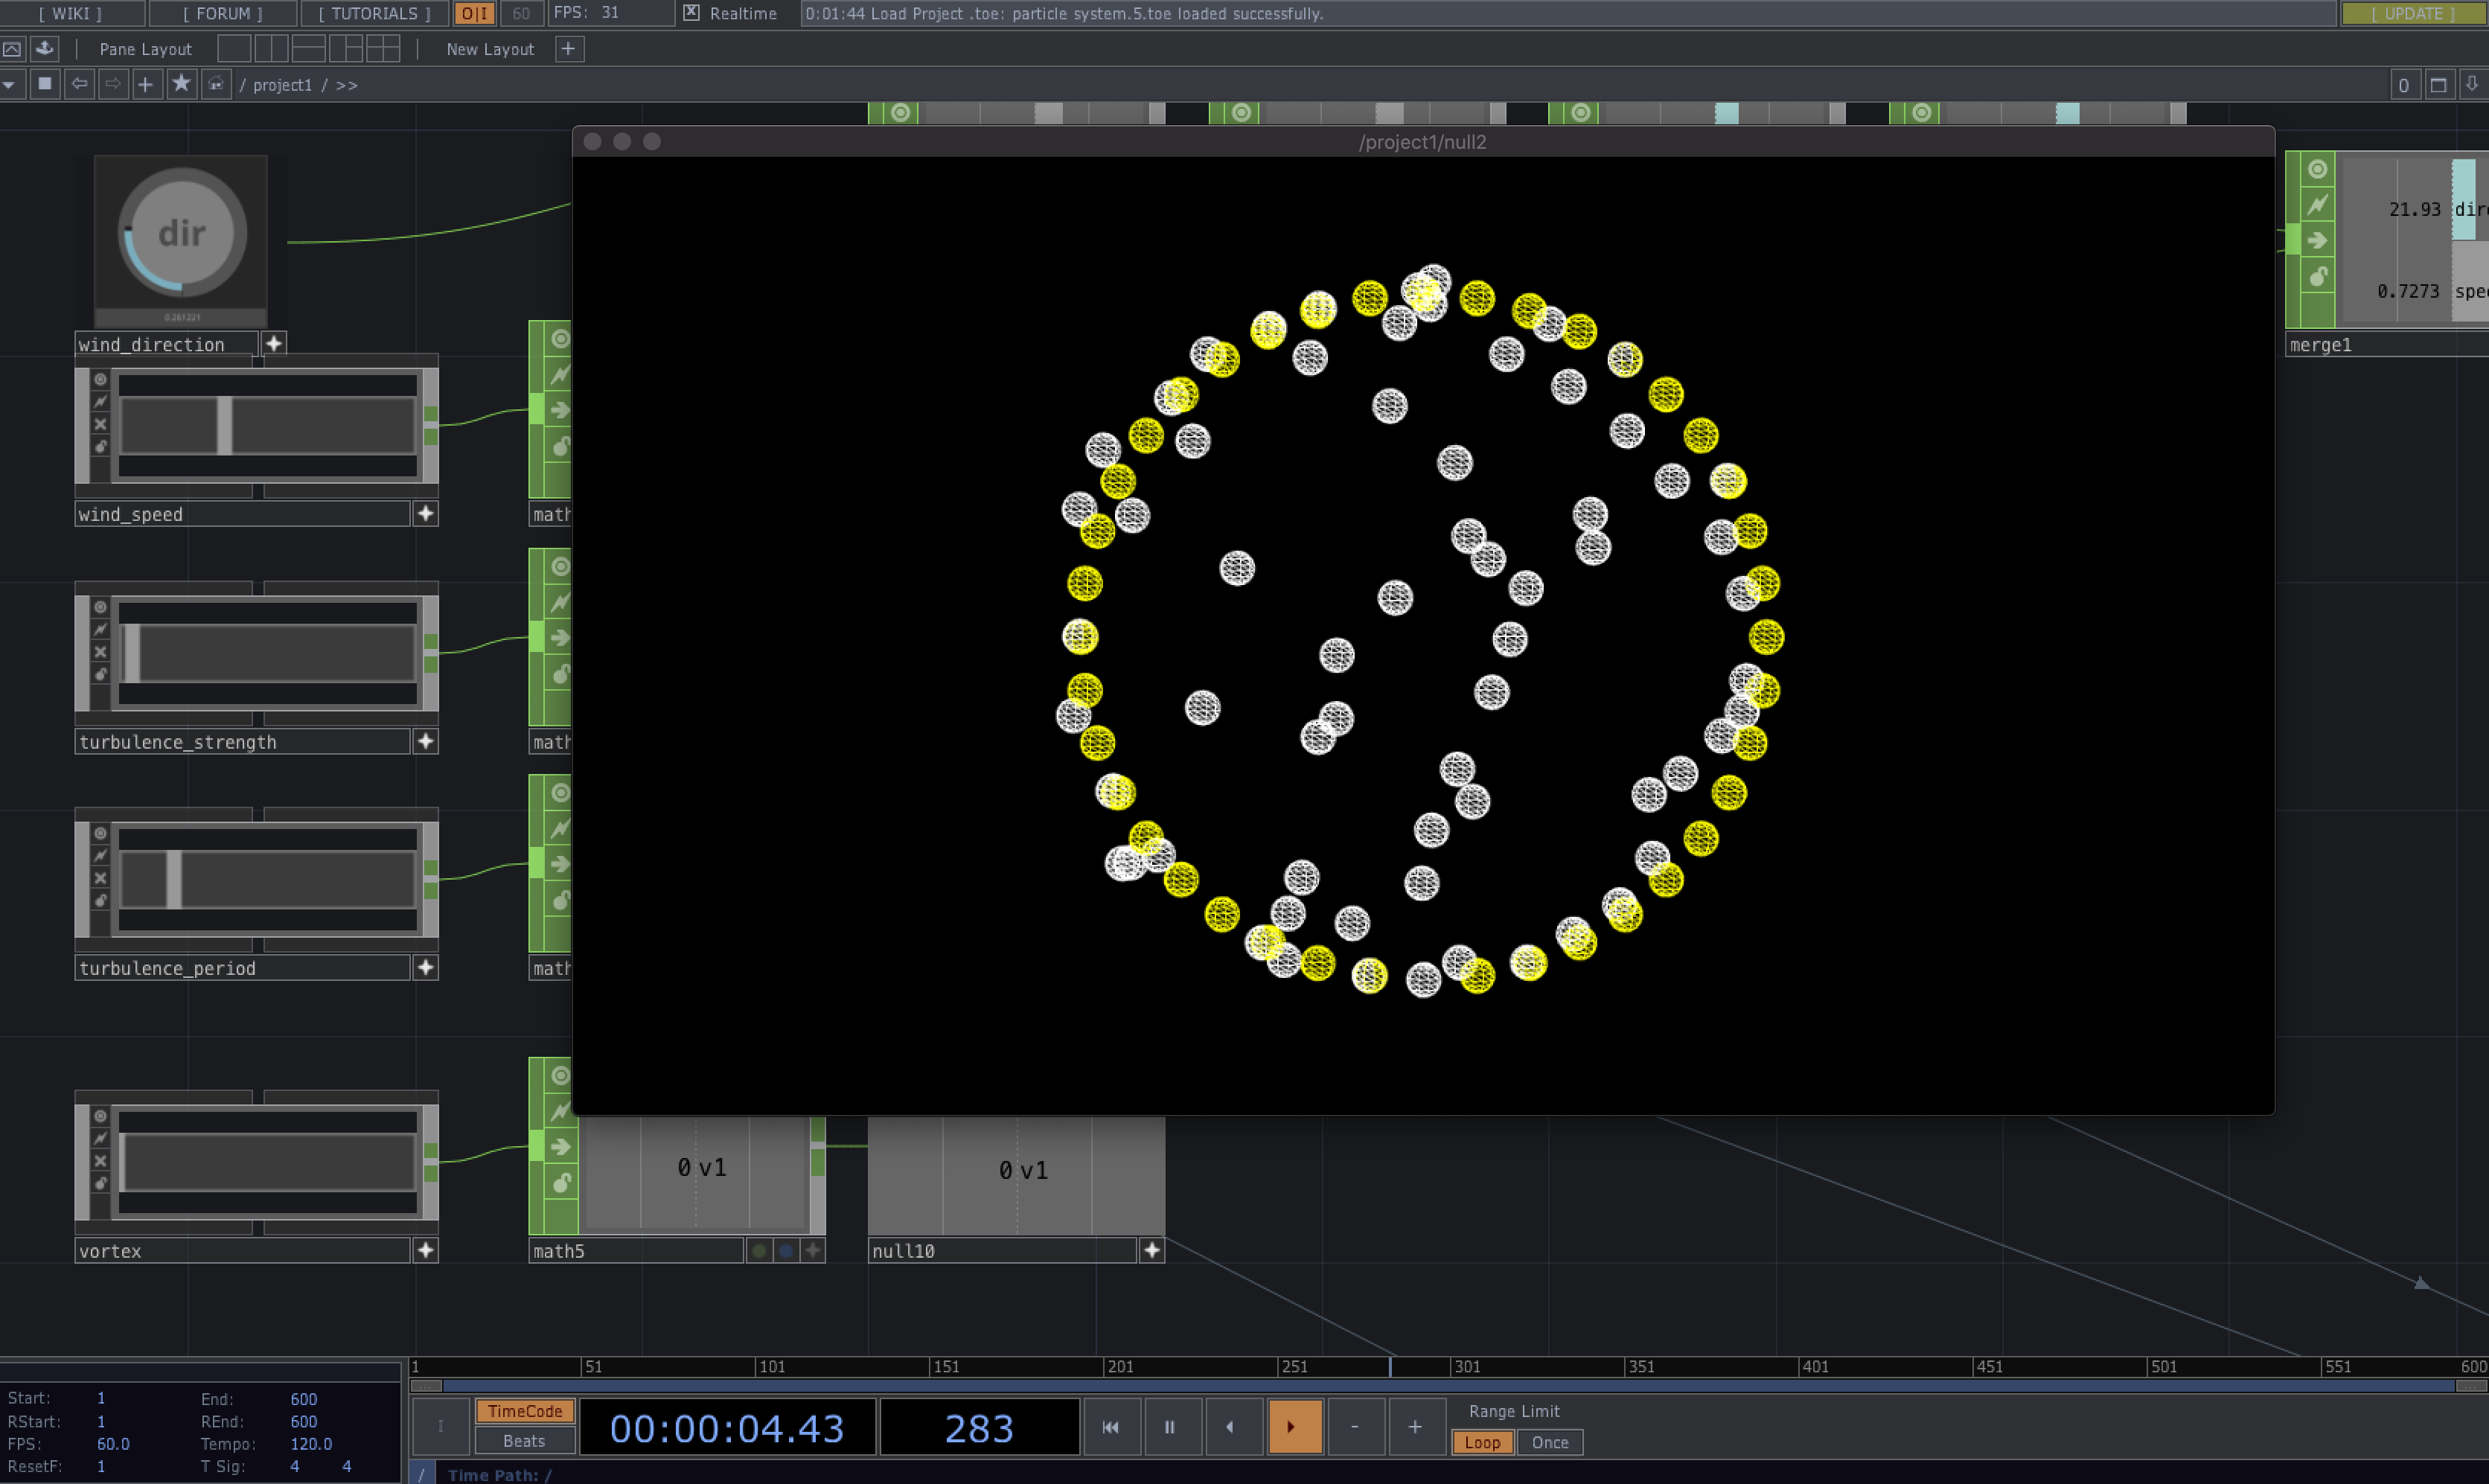 [ WIKI ] [ FORUM ] [ TUTORIALS ] O|I 60 FPS: 31 Realtime 0:01:44 Load Project .toe: particle system.5.toe loaded successfully. [ UPDATE ]
Pane Layout New Layout +
/ project1 / >> 0
/project1/null2
dir
0.261221
wind_direction
21.93
0.7273
merge1
wind_speed
math
turbulence_strength
math
turbulence_period
math
0 v1
0 v1
vortex
math5
null10
1 51 101 151 201 251 301 351 401 451 501 551 600
Start: 1 End: 600
RStart: 1 REnd: 600
FPS: 60.0 Tempo: 120.0
ResetF: 1 T Sig: 4 4
TimeCode
Beats
00:00:04.43
283
- +
Range Limit
Loop Once
/ Time Path: /